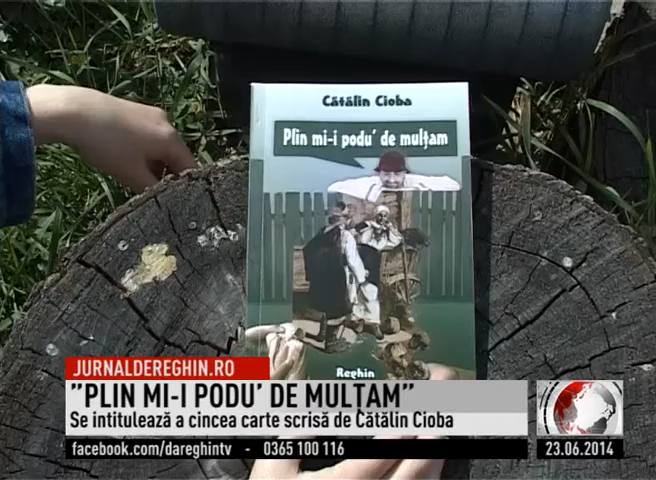 Cătălin Cioba
Plin mi-i podu' de mulțam
Reghin
JURNALDEREGHIN.RO
"PLIN MI-I PODU' DE MULȚAM"
Se intitulează a cincea carte scrisă de Cătălin Cioba
facebook.com/dareghintv - 0365 100 116
23.06.2014